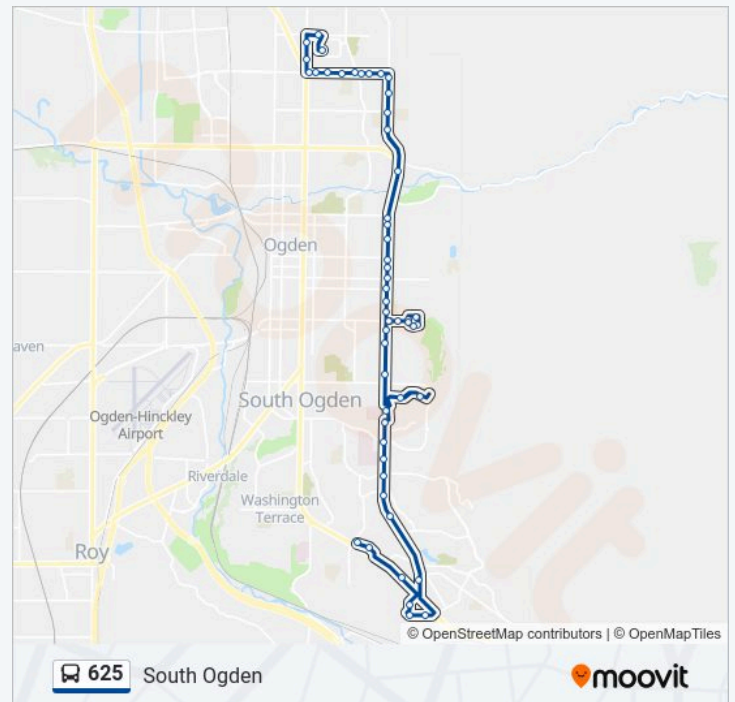 Ogden
aven
South Ogden
Ogden-Hinckley
Airport
Riverdale
Washington
Terrace
Roy
© OpenStreetMap contributors | © OpenMapTiles
625 South Ogden
moovit